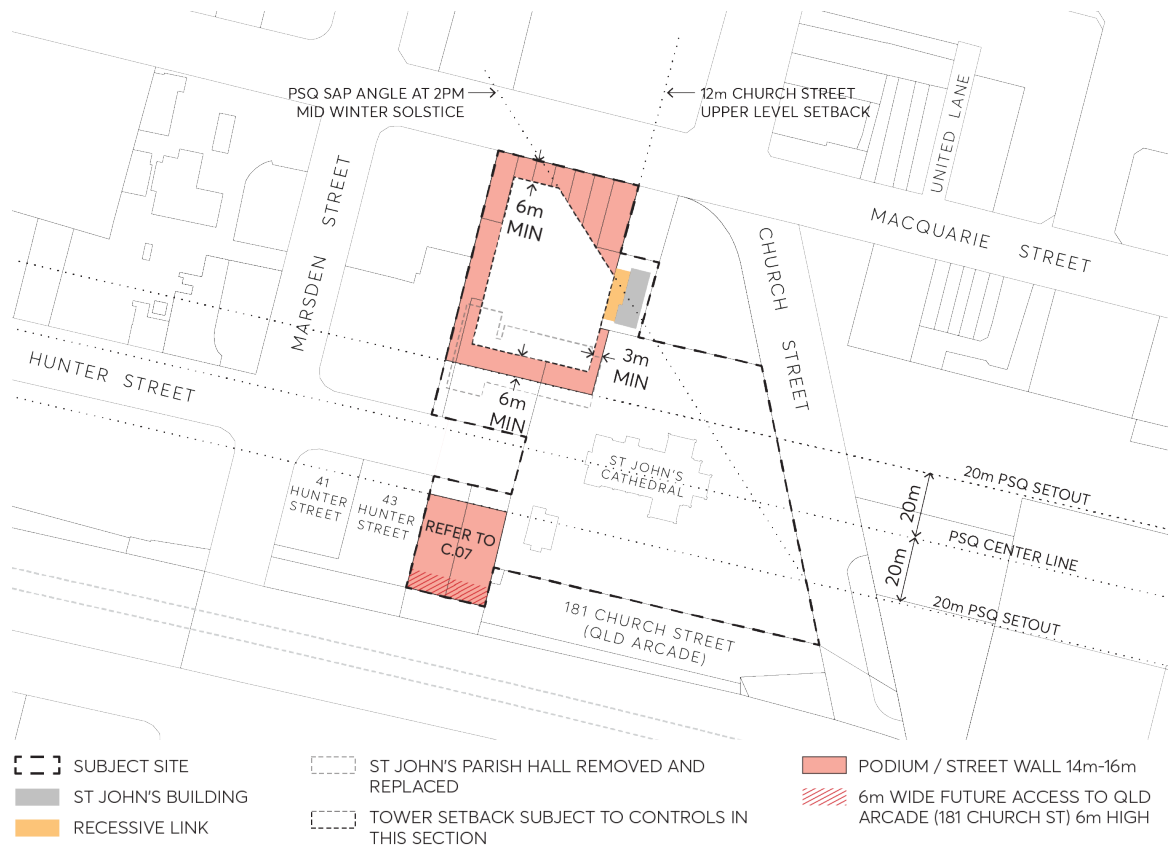 PSQ SAP ANGLE AT 2PM
MID WINTER SOLSTICE
12m CHURCH STREET
UPPER LEVEL SETBACK
UNITED LANE
MARSDEN STREET
6m
MIN
MACQUARIE STREET
CHURCH STREET
HUNTER STREET
3m
MIN
6m
MIN
ST JOHN'S
CATHEDRAL
41
HUNTER
STREET
43
HUNTER
STREET
REFER TO
C.07
20m PSQ SETOUT
20m
PSQ CENTER LINE
20m
20m PSQ SETOUT
181 CHURCH STREET
(QLD ARCADE)
SUBJECT SITE
ST JOHN'S BUILDING
RECESSIVE LINK
ST JOHN'S PARISH HALL REMOVED AND
REPLACED
TOWER SETBACK SUBJECT TO CONTROLS IN
THIS SECTION
PODIUM / STREET WALL 14m-16m
6m WIDE FUTURE ACCESS TO QLD
ARCADE (181 CHURCH ST) 6m HIGH